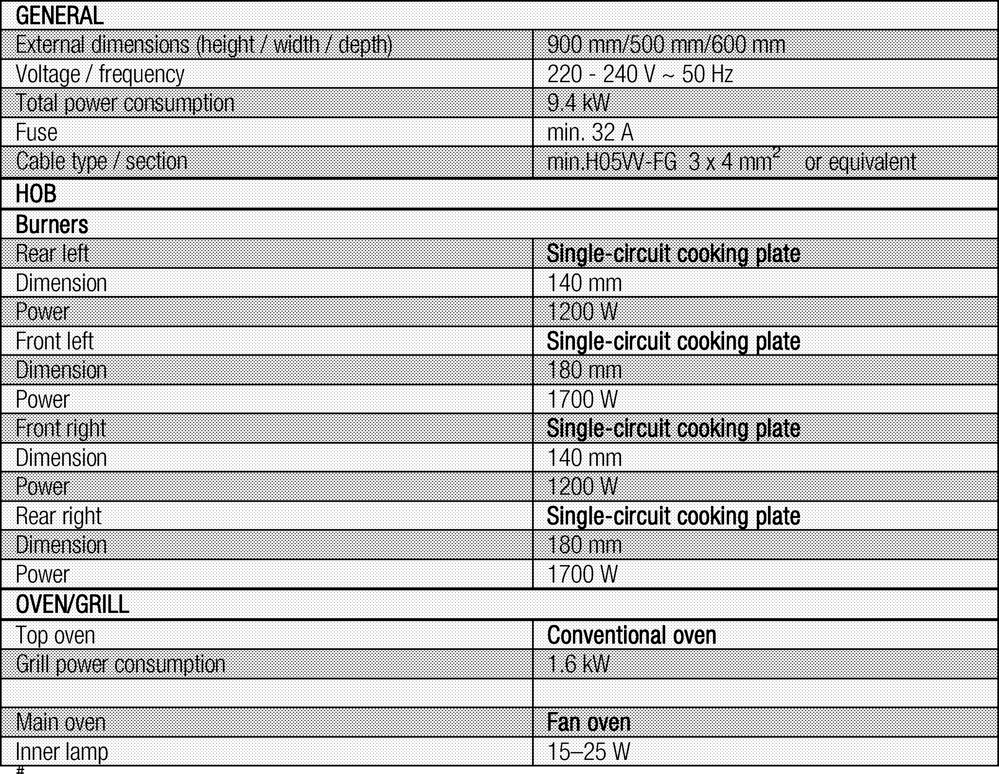 GENERAL
External dimensions (height / width / depth) 900 mm/500 mm/600 mm
Voltage / frequency 220 - 240 V ~ 50 Hz
Total power consumption 9.4 kW
Fuse min. 32 A
Cable type / section min.H05VV-FG 3 x 4 mm² or equivalent
HOB
Burners
Rear left Single-circuit cooking plate
Dimension 140 mm
Power 1200 W
Front left Single-circuit cooking plate
Dimension 180 mm
Power 1700 W
Front right Single-circuit cooking plate
Dimension 140 mm
Power 1200 W
Rear right Single-circuit cooking plate
Dimension 180 mm
Power 1700 W
OVEN/GRILL
Top oven Conventional oven
Grill power consumption 1.6 kW
Main oven Fan oven
Inner lamp 15–25 W
#